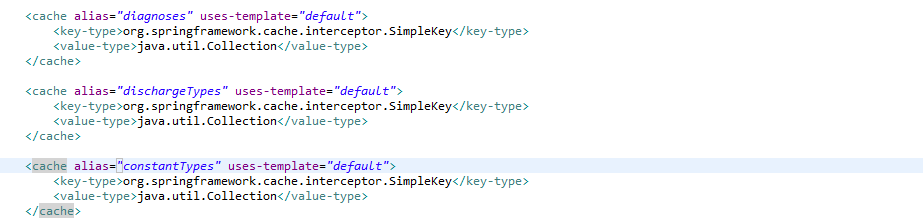 <cache alias="diagnoses" uses-template="default">
<key-type>org.springframework.cache.interceptor.SimpleKey</key-type>
<value-type>java.util.Collection</value-type>
</cache>
<cache alias="dischargeTypes" uses-template="default">
<key-type>org.springframework.cache.interceptor.SimpleKey</key-type>
<value-type>java.util.Collection</value-type>
</cache>
<cache alias="constantTypes" uses-template="default">
<key-type>org.springframework.cache.interceptor.SimpleKey</key-type>
<value-type>java.util.Collection</value-type>
</cache>